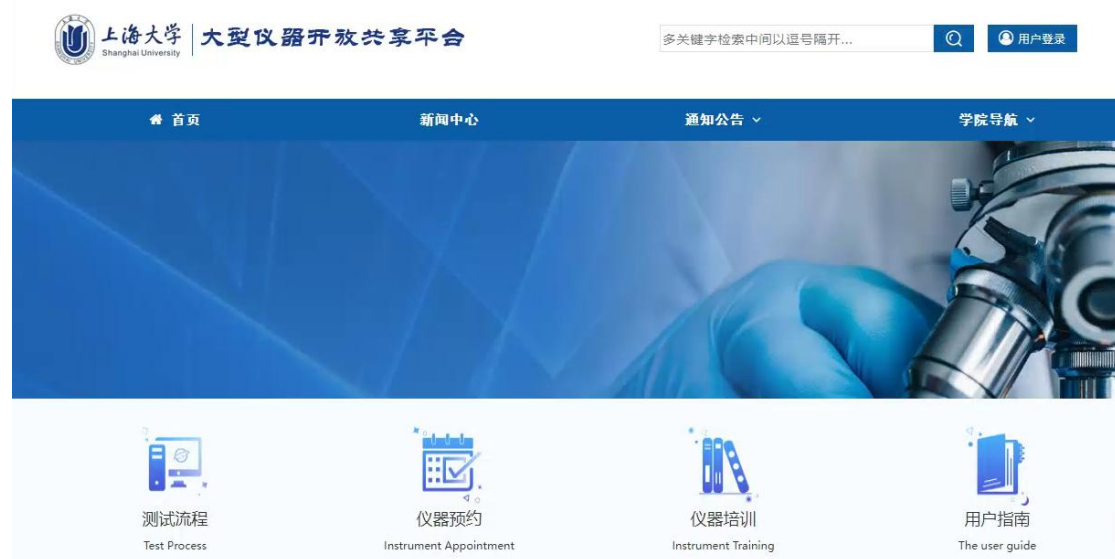 上海大学
Shanghai University
大型仪器开放共享平台
多关键字检索中间以逗号隔开...
用户登录
首页
新闻中心
通知公告
学院导航
测试流程
仪器预约
仪器培训
用户指南
Test Process
Instrument Appointment
Instrument Training
The user guide